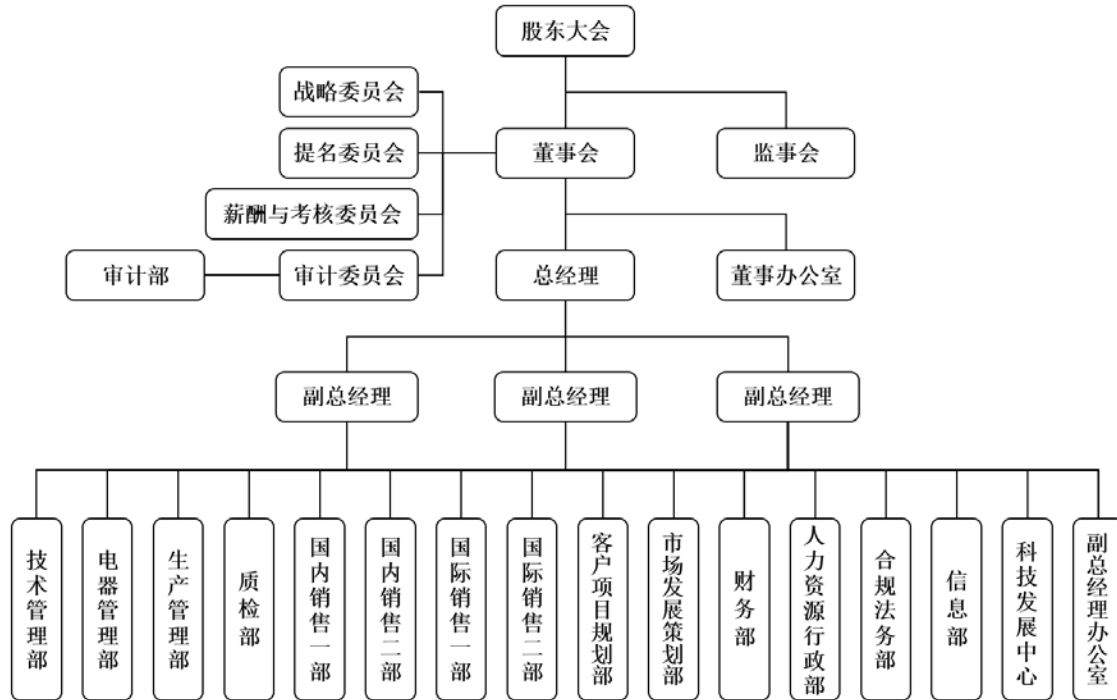 股东大会
战略委员会
提名委员会
董事会
监事会
薪酬与考核委员会
审计部
审计委员会
总经理
董事办公室
副总经理
副总经理
副总经理
技术管理部
电器管理部
生产管理部
质检部
国内销售一部
国内销售二部
国际销售一部
国际销售二部
客户项目规划部
市场发展策划部
财务部
人力资源行政部
合规法务部
信息部
科技发展中心
副总经理办公室